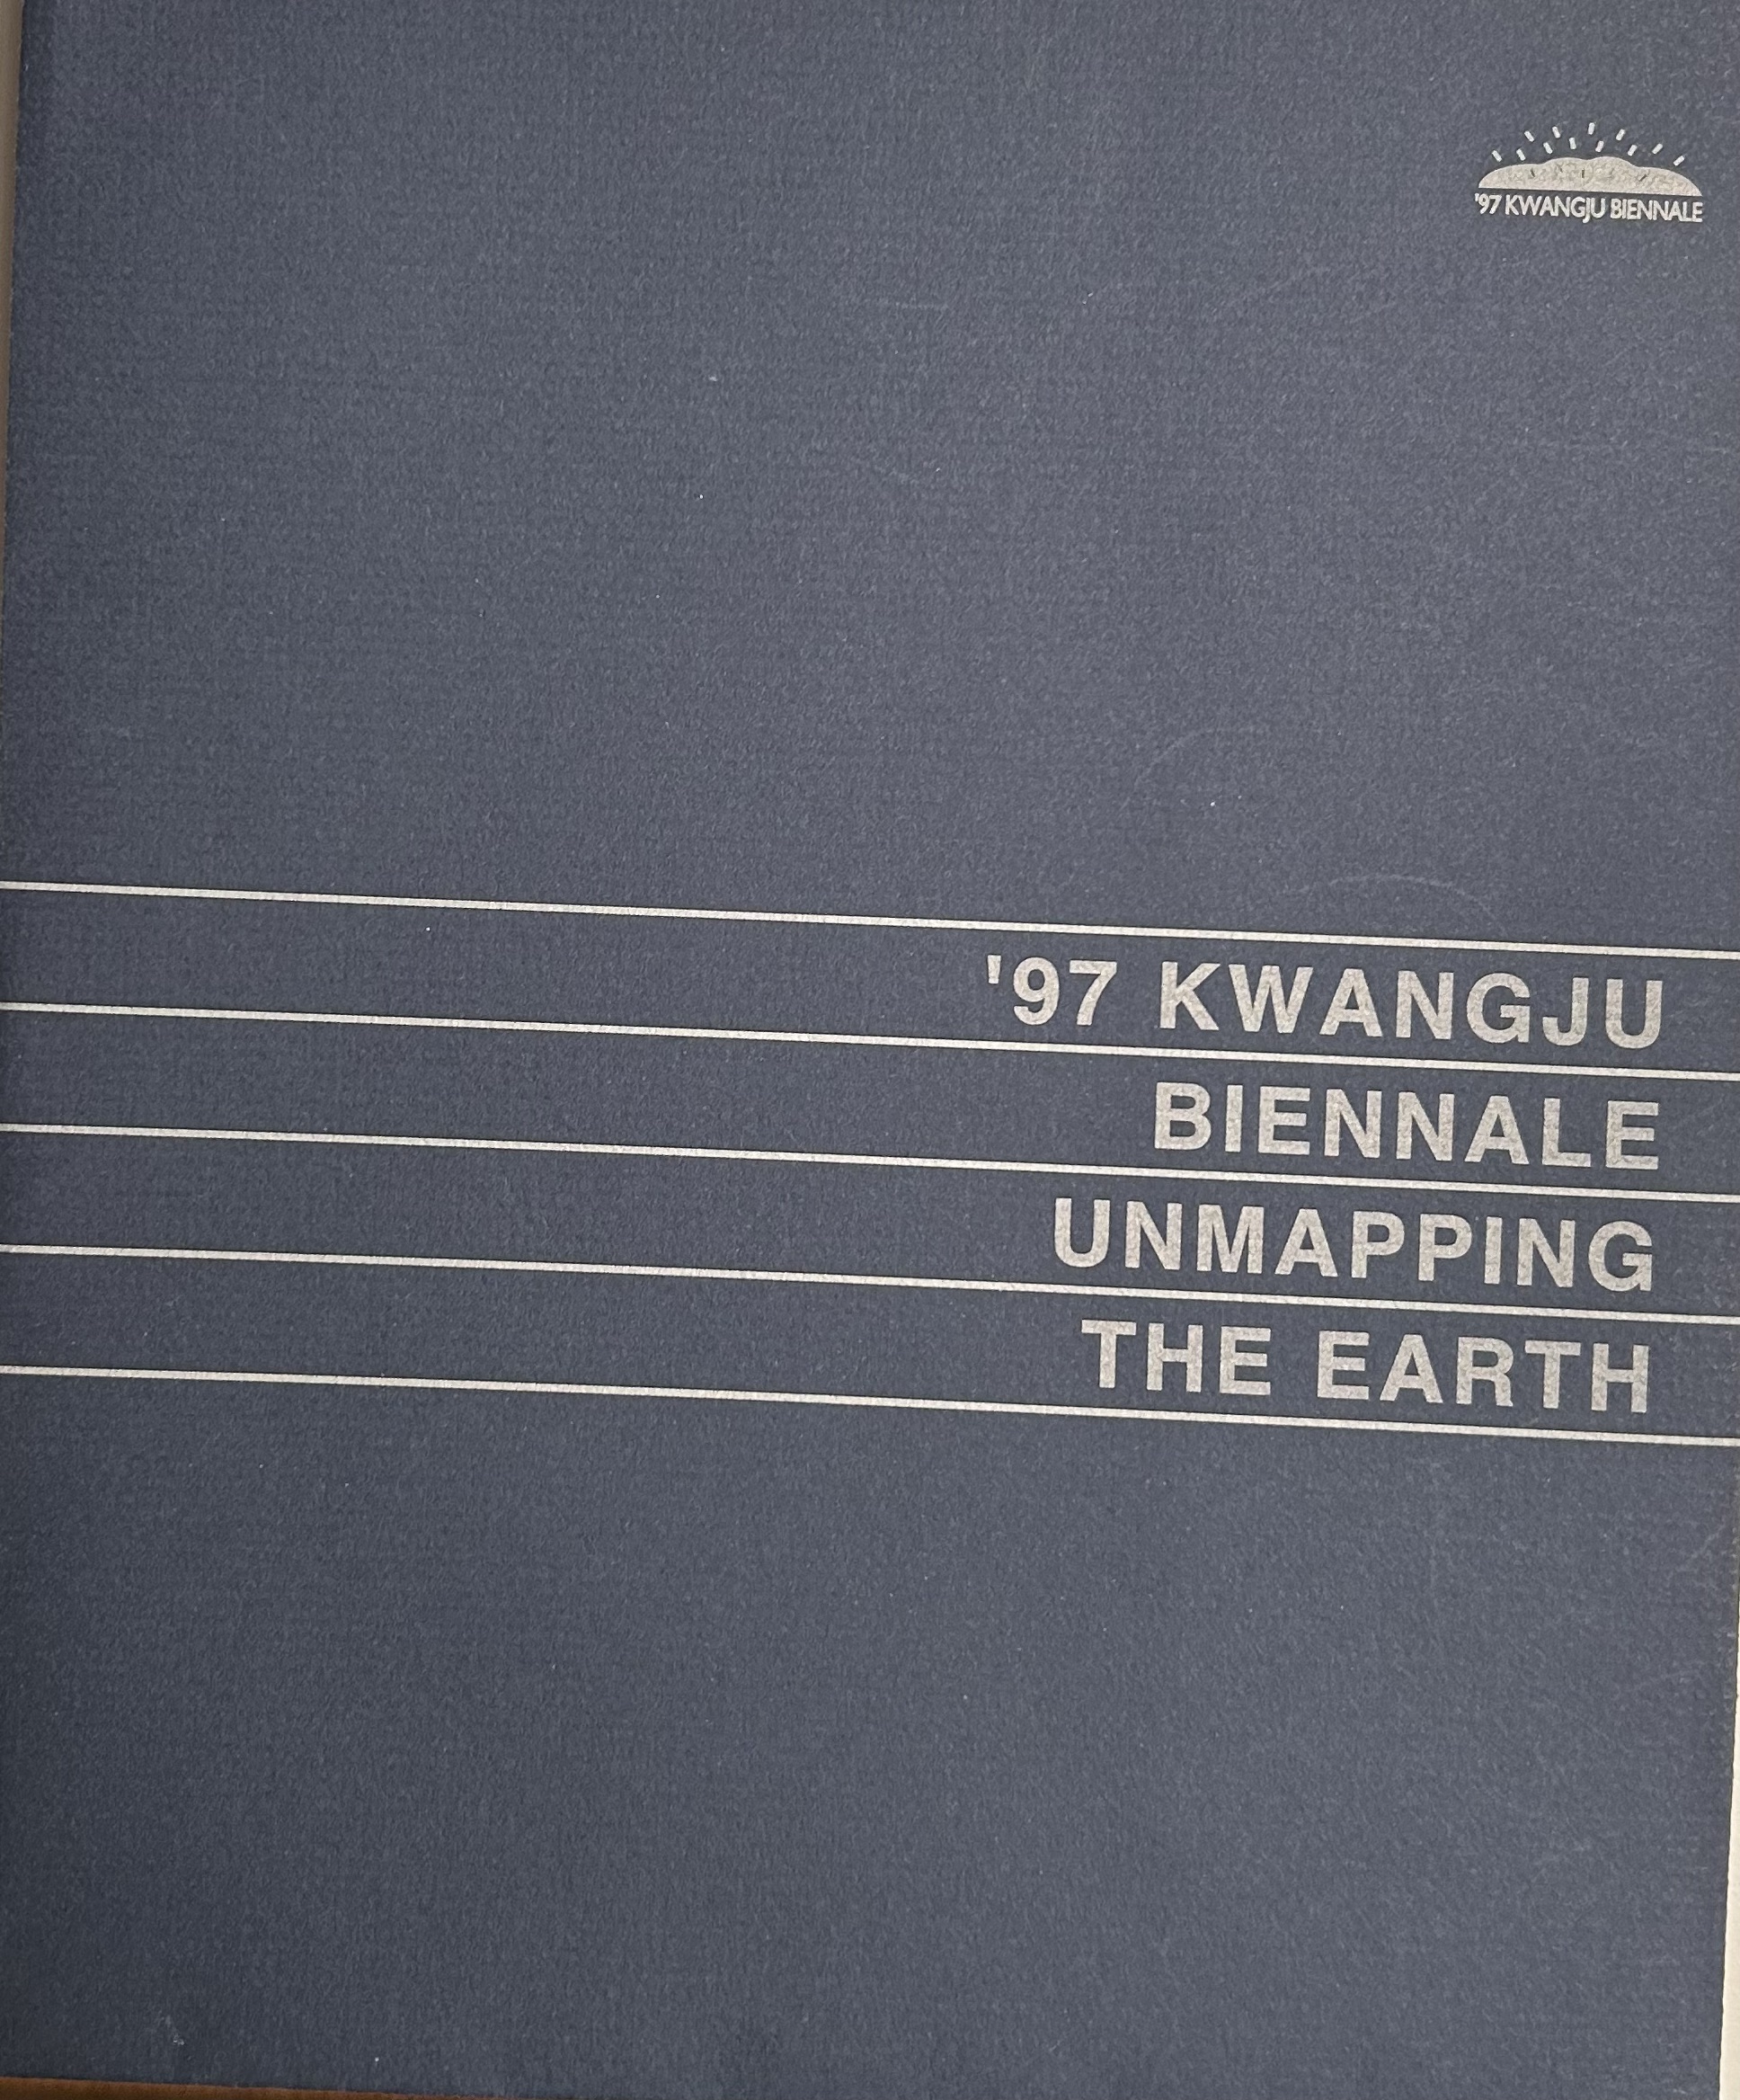 '97 KWANGJU BIENNALE
'97 KWANGJU
BIENNALE
UNMAPPING
THE EARTH